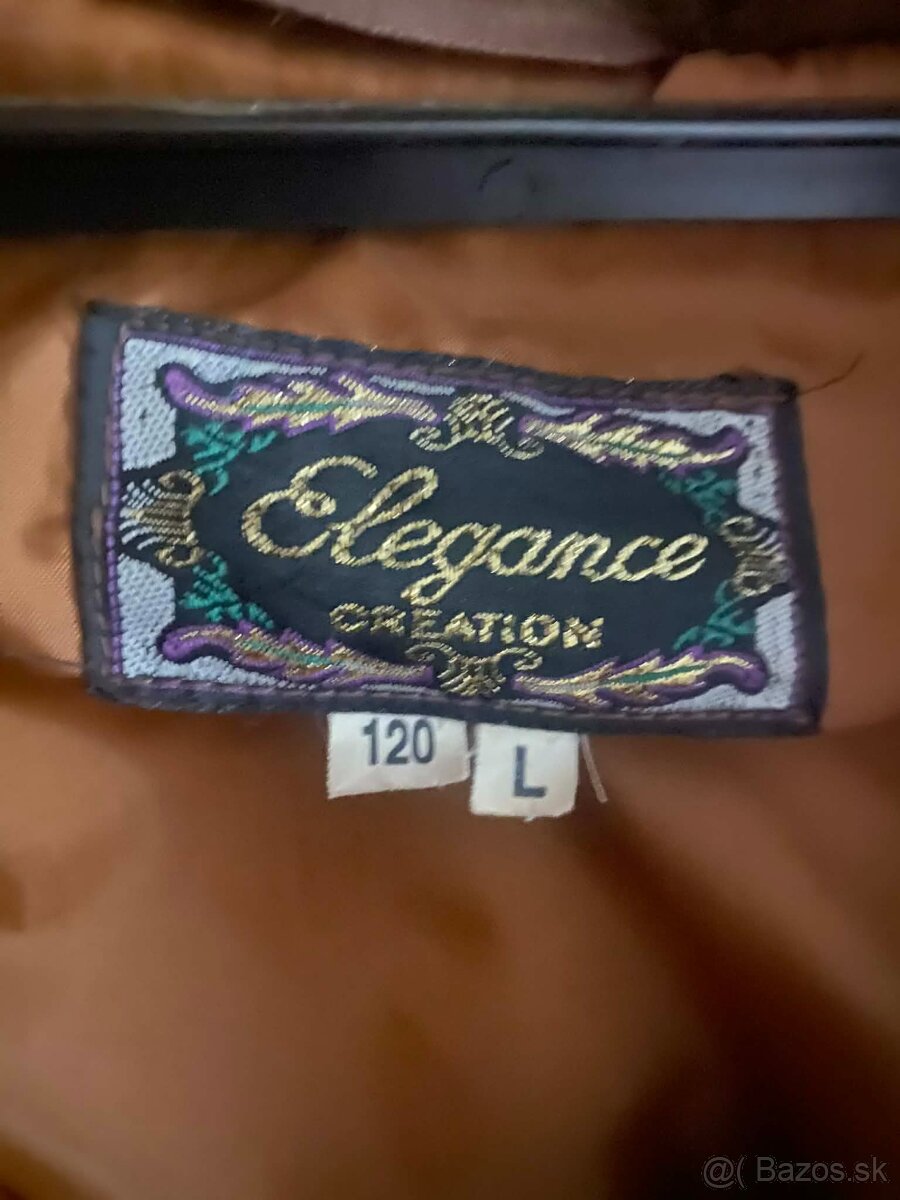 Elegance
CREATION
120
L
@( Bazos.sk